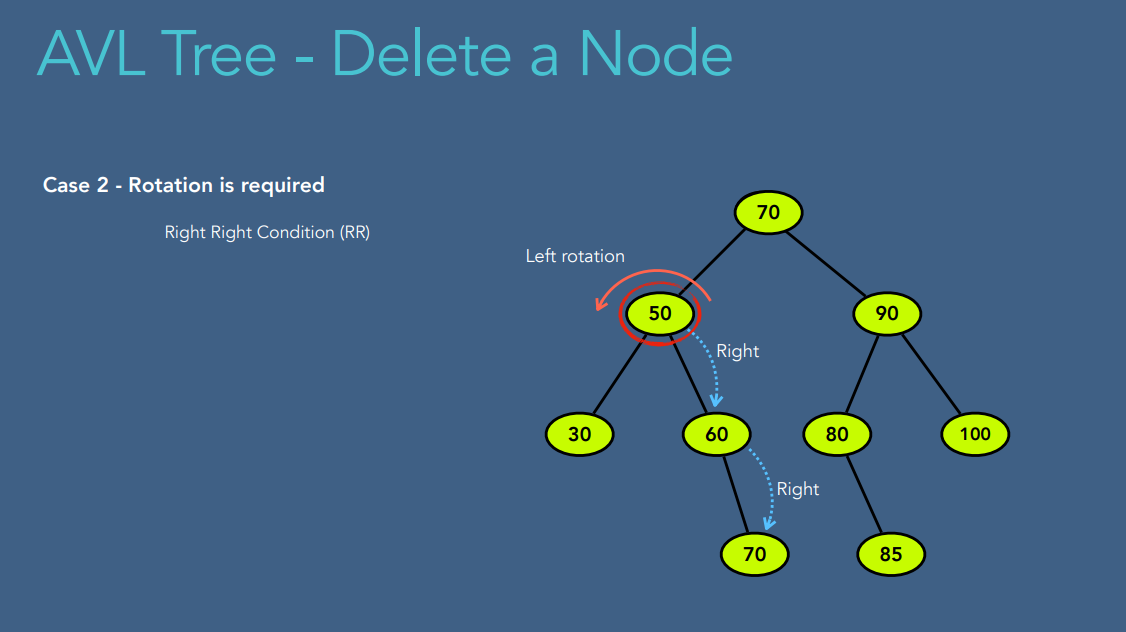 AVL Tree - Delete a Node
Case 2 - Rotation is required
Right Right Condition (RR)
70
Left rotation
50
90
Right
30
60
80
100
Right
70
85